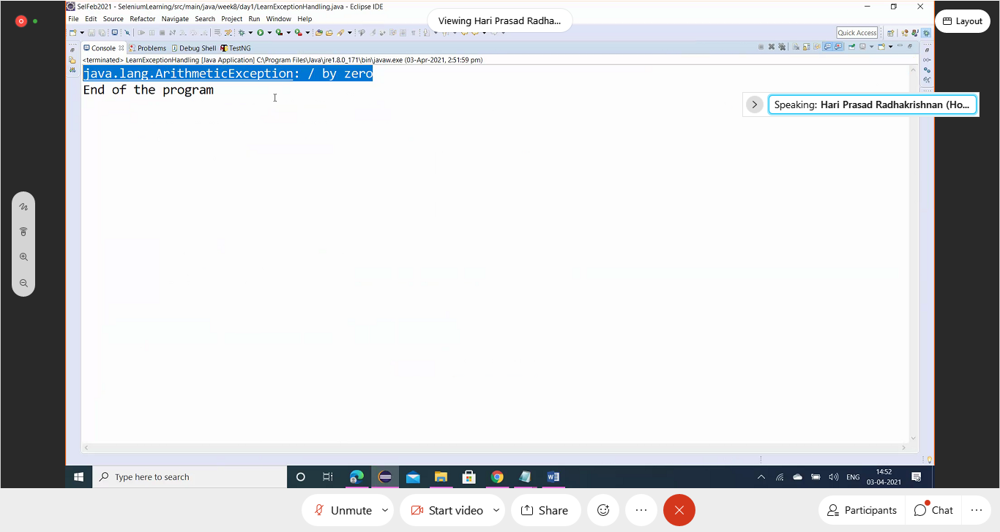 SelFeb2021 - SeleniumLearning/src/main/java/week8/day1/LearnExceptionHandling.java - Eclipse IDE
Viewing Hari Prasad Radha...
Layout
File Edit Source Refactor Navigate Search Project Run Window Help
Quick Access
Console Problems Debug Shell TestNG
<terminated> LearnExceptionHandling [Java Application] C:\Program Files\Java\jre1.8.0_171\bin\javaw.exe (03-Apr-2021, 2:51:59 pm)
java.lang.ArithmeticException: / by zero
End of the program
Speaking: Hari Prasad Radhakrishnan (Ho...
Type here to search
ENG
14:52
03-04-2021
Unmute
Start video
Share
Participants
Chat